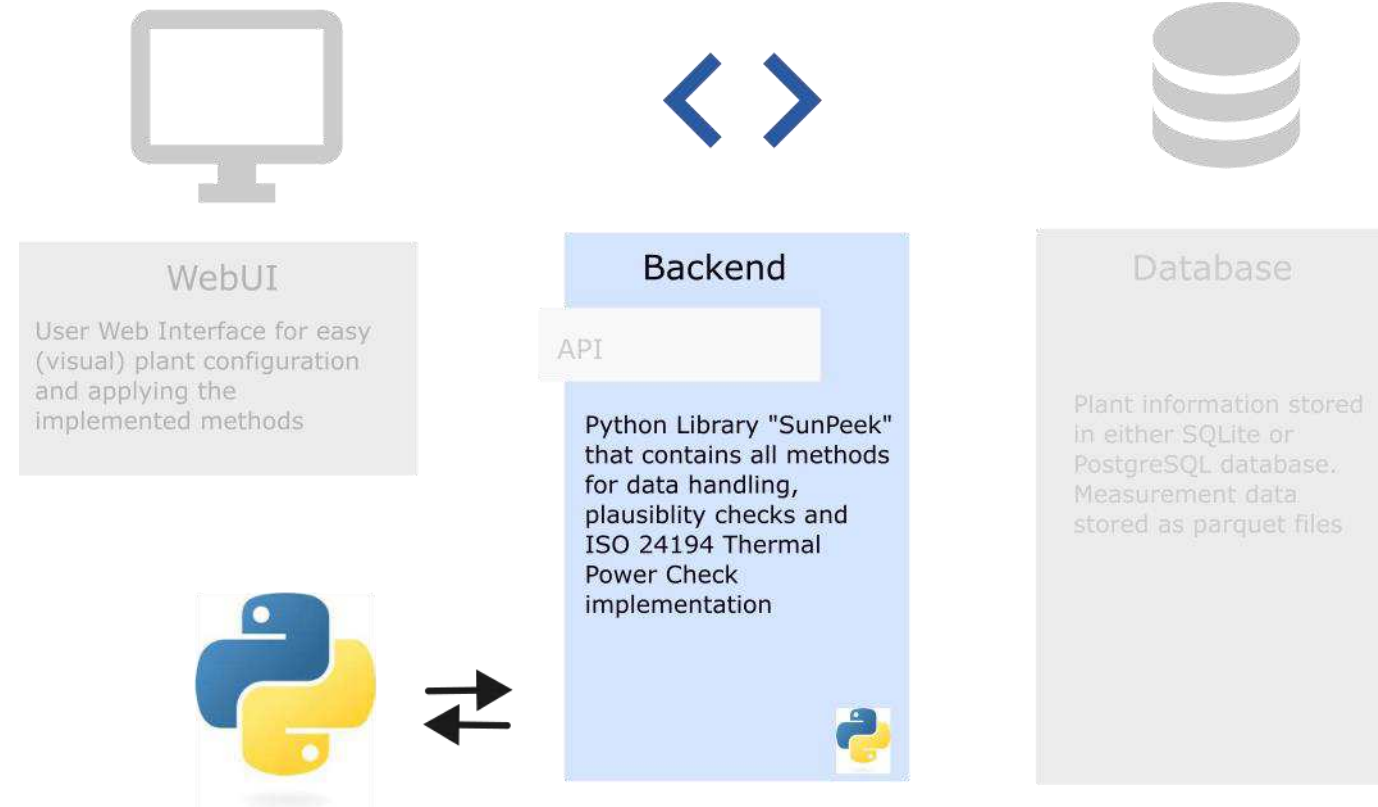 WebUI
User Web Interface for easy
(visual) plant configuration
and applying the
implemented methods
Backend
API
Python Library "SunPeek"
that contains all methods
for data handling,
plausiblity checks and
ISO 24194 Thermal
Power Check
implementation
Database
Plant information stored
in either SQLite or
PostgreSQL database.
Measurement data
stored as parquet files